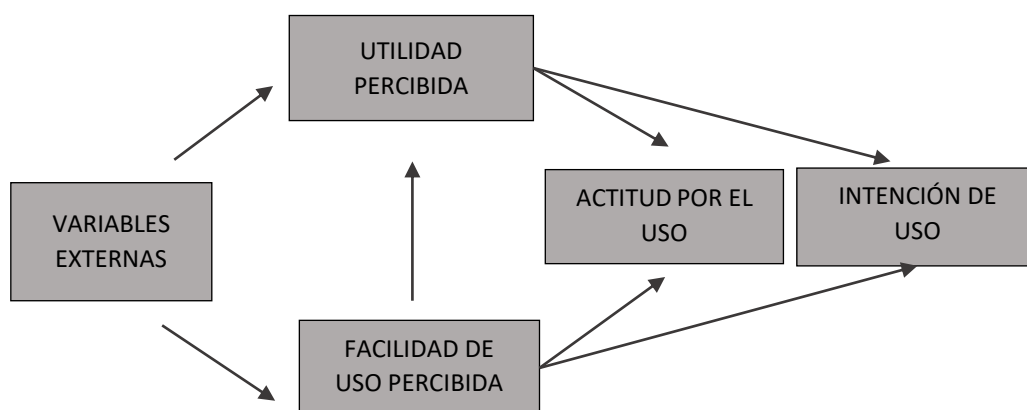 UTILIDAD
PERCIBIDA
VARIABLES
EXTERNAS
ACTITUD POR EL
USO
INTENCIÓN DE
USO
FACILIDAD DE
USO PERCIBIDA